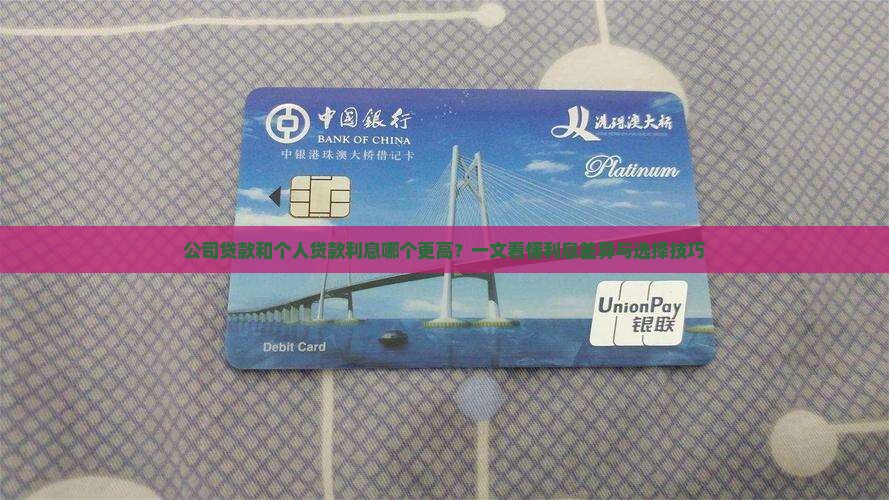 中国銀行
BANK OF CHINA
中银港珠澳大桥借记卡
港珠澳大桥
Platinum
公司贷款和个人贷款利息哪个更高？一文看懂利息差异与选择技巧
UnionPay
银联
Debit Card